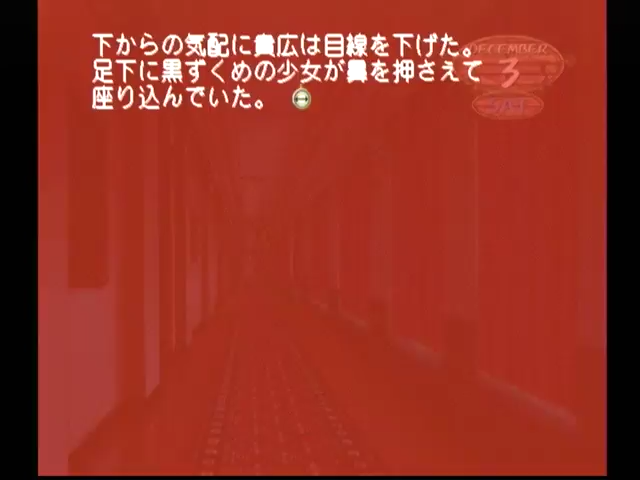 下からの気配に貴広は目線を下げた。
足下に黒ずくめの少女が鼻を押さえて
座り込んでいた。
DECEMBER
3
SAT